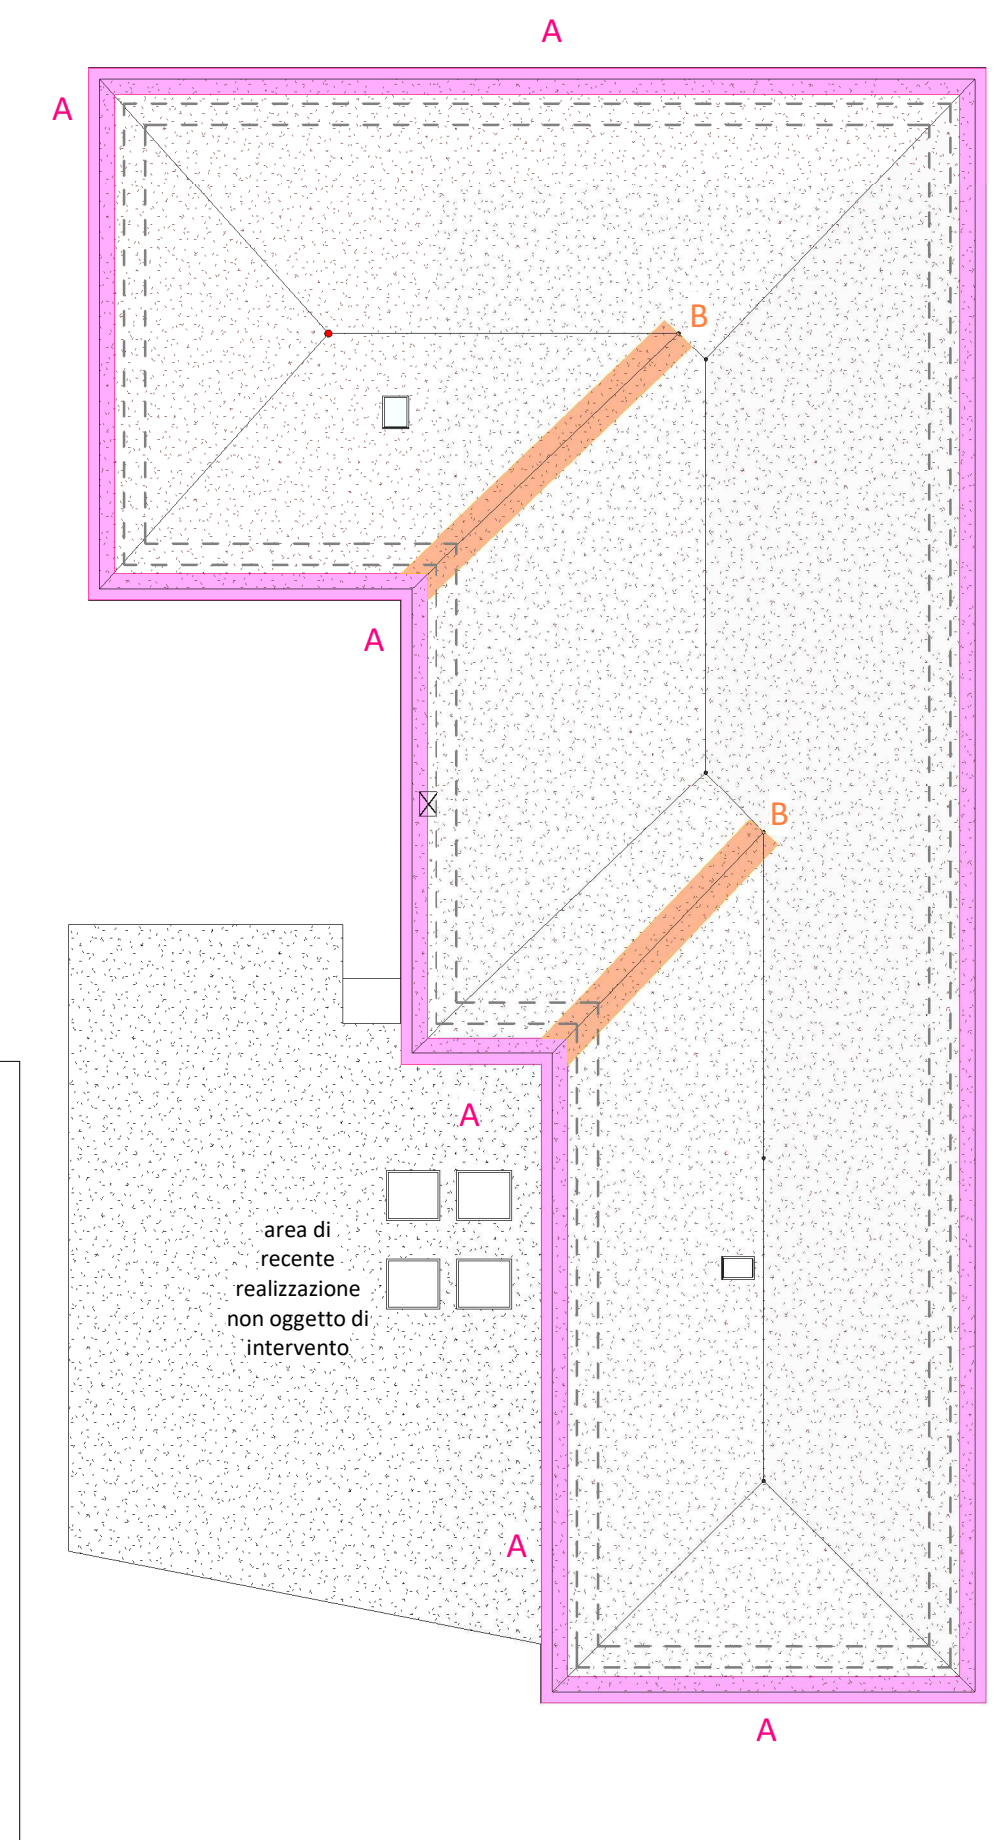 A
A
B
A
B
A
area di
recente
realizzazione
non oggetto di
intervento
A
A